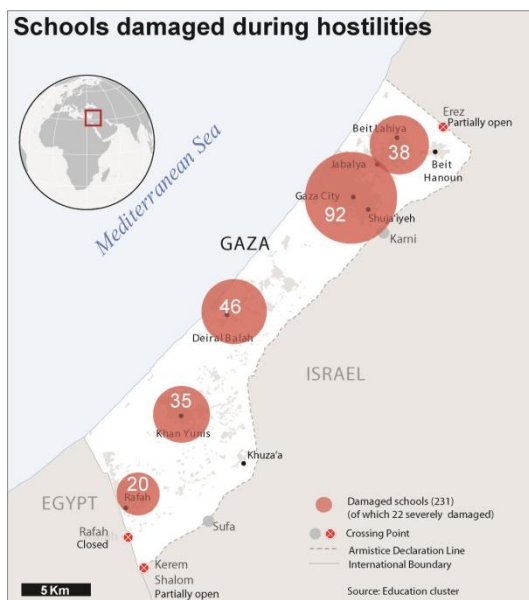 Schools damaged during hostilities
Mediterranean Sea
Erez
Partially open
Beit Lahiya
38
Jabalya
Beit
Hanoun
Gaza City
92
Shuja'iyeh
Karni
GAZA
46
Deiral Balah
ISRAEL
35
Khan Yunis
Khuza'a
20
Rafah
EGYPT
Sufa
Rafah
Closed
Kerem
Shalom
Partially open
Damaged schools (231)
(of which 22 severely damaged)
Crossing Point
Armistice Declaration Line
International Boundary
5 Km
Source: Education cluster